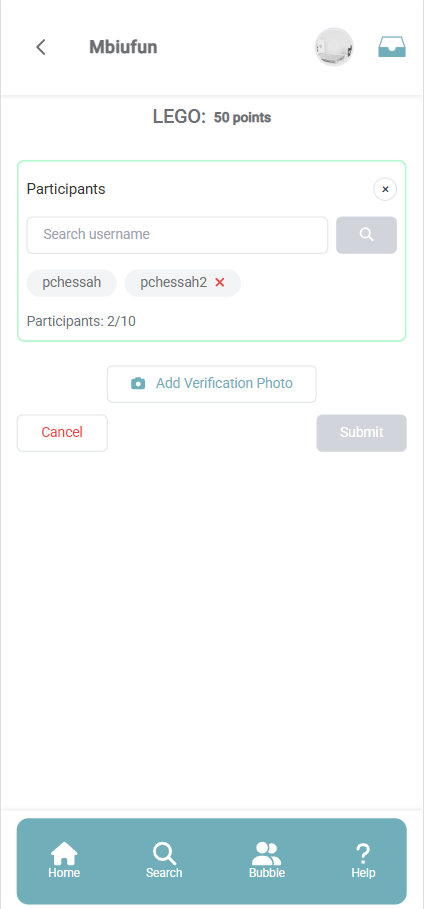 Mbiufun
LEGO: 50 points
Participants
Search username
pchessah pchessah2
Participants: 2/10
Add Verification Photo
Cancel Submit
Home Search Bubble Help